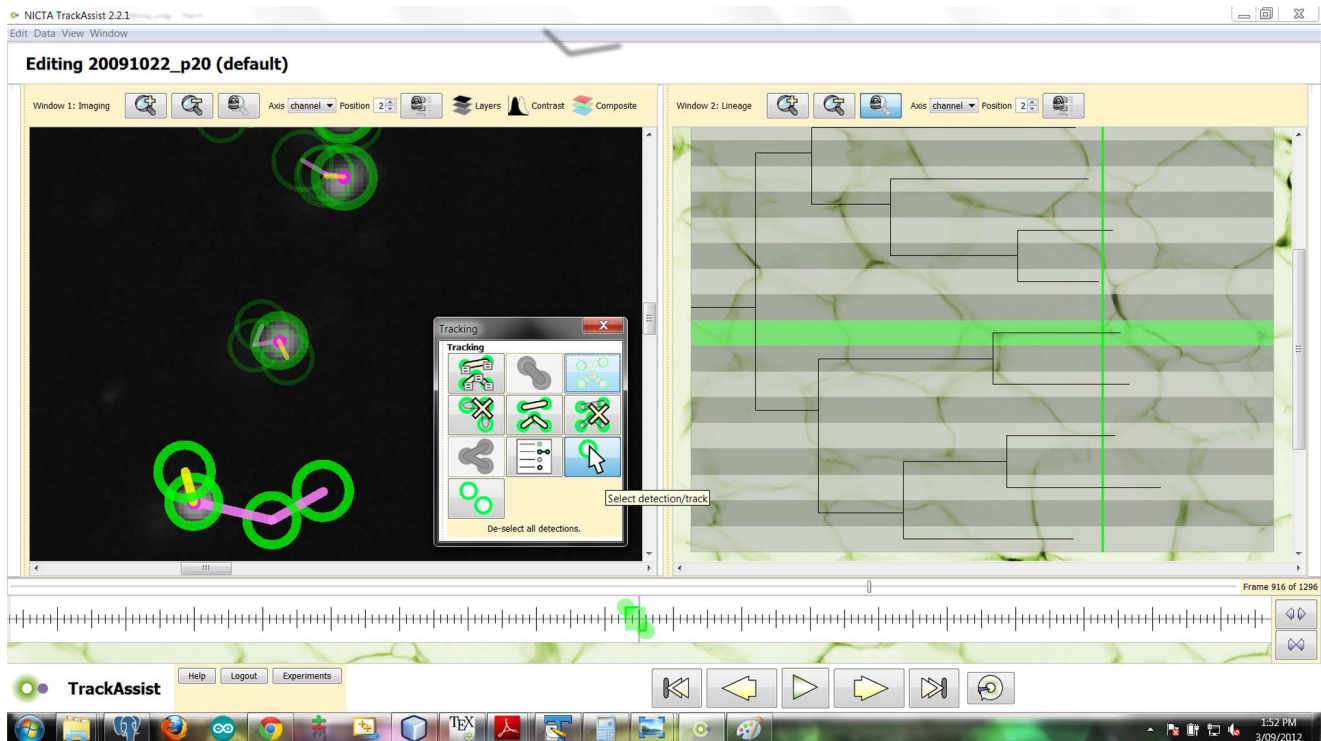 NICTA TrackAssist 2.2.1
Edit Data View Window
Editing 20091022_p20 (default)
Window 1: Imaging Axis channel Position 2 Layers Contrast Composite
Window 2: Lineage Axis channel Position 2
Tracking
Tracking
Select detection/track
De-select all detections.
Frame 916 of 1296
TrackAssist Help Logout Experiments
TEX
1:52 PM
3/09/2012